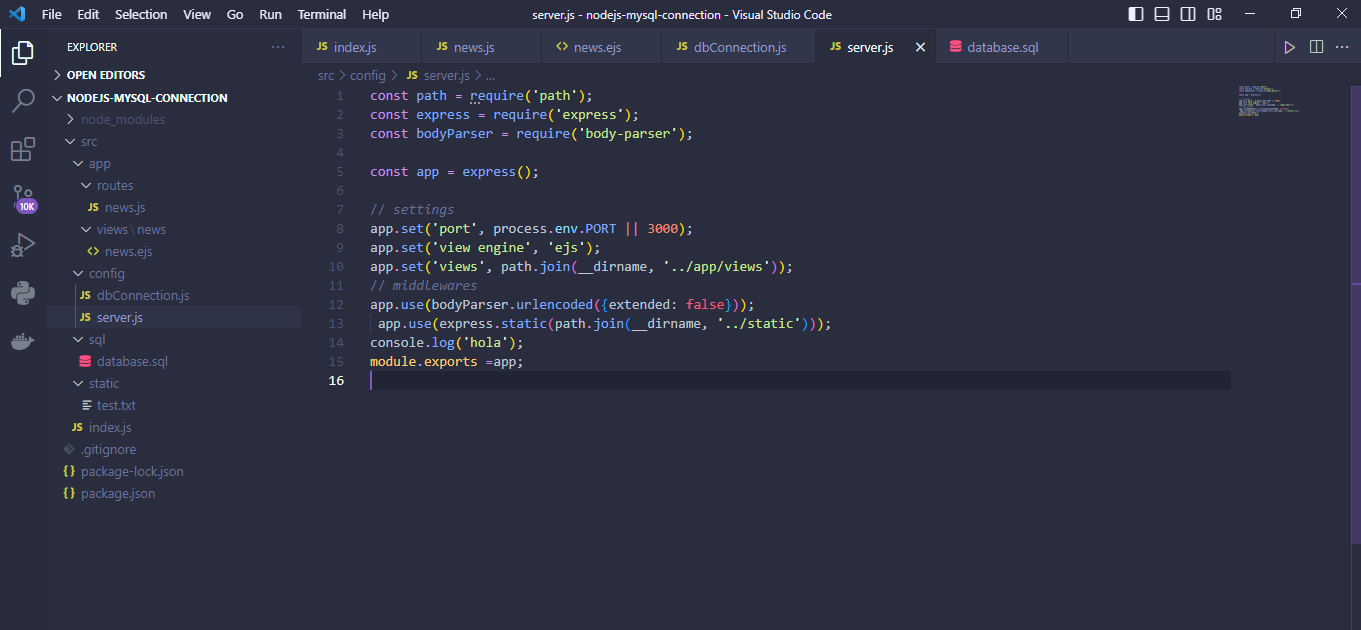 File Edit Selection View Go Run Terminal Help
server.js - nodejs-mysql-connection - Visual Studio Code
EXPLORER
OPEN EDITORS
NODEJS-MYSQL-CONNECTION
node_modules
src
app
routes
JS news.js
views\news
<> news.ejs
config
JS dbConnection.js
JS server.js
sql
database.sql
static
test.txt
JS index.js
.gitignore
{} package-lock.json
{} package.json
10K
JS index.js JS news.js <> news.ejs JS dbConnection.js JS server.js database.sql
src > config > JS server.js > ...
1 const path = require('path');
2 const express = require('express');
3 const bodyParser = require('body-parser');
4
5 const app = express();
6
7 // settings
8 app.set('port', process.env.PORT || 3000);
9 app.set('view engine', 'ejs');
10 app.set('views', path.join(__dirname, '../app/views'));
11 // middlewares
12 app.use(bodyParser.urlencoded({extended: false}));
13  app.use(express.static(path.join(__dirname, '../static')));
14 console.log('hola');
15 module.exports =app;
16